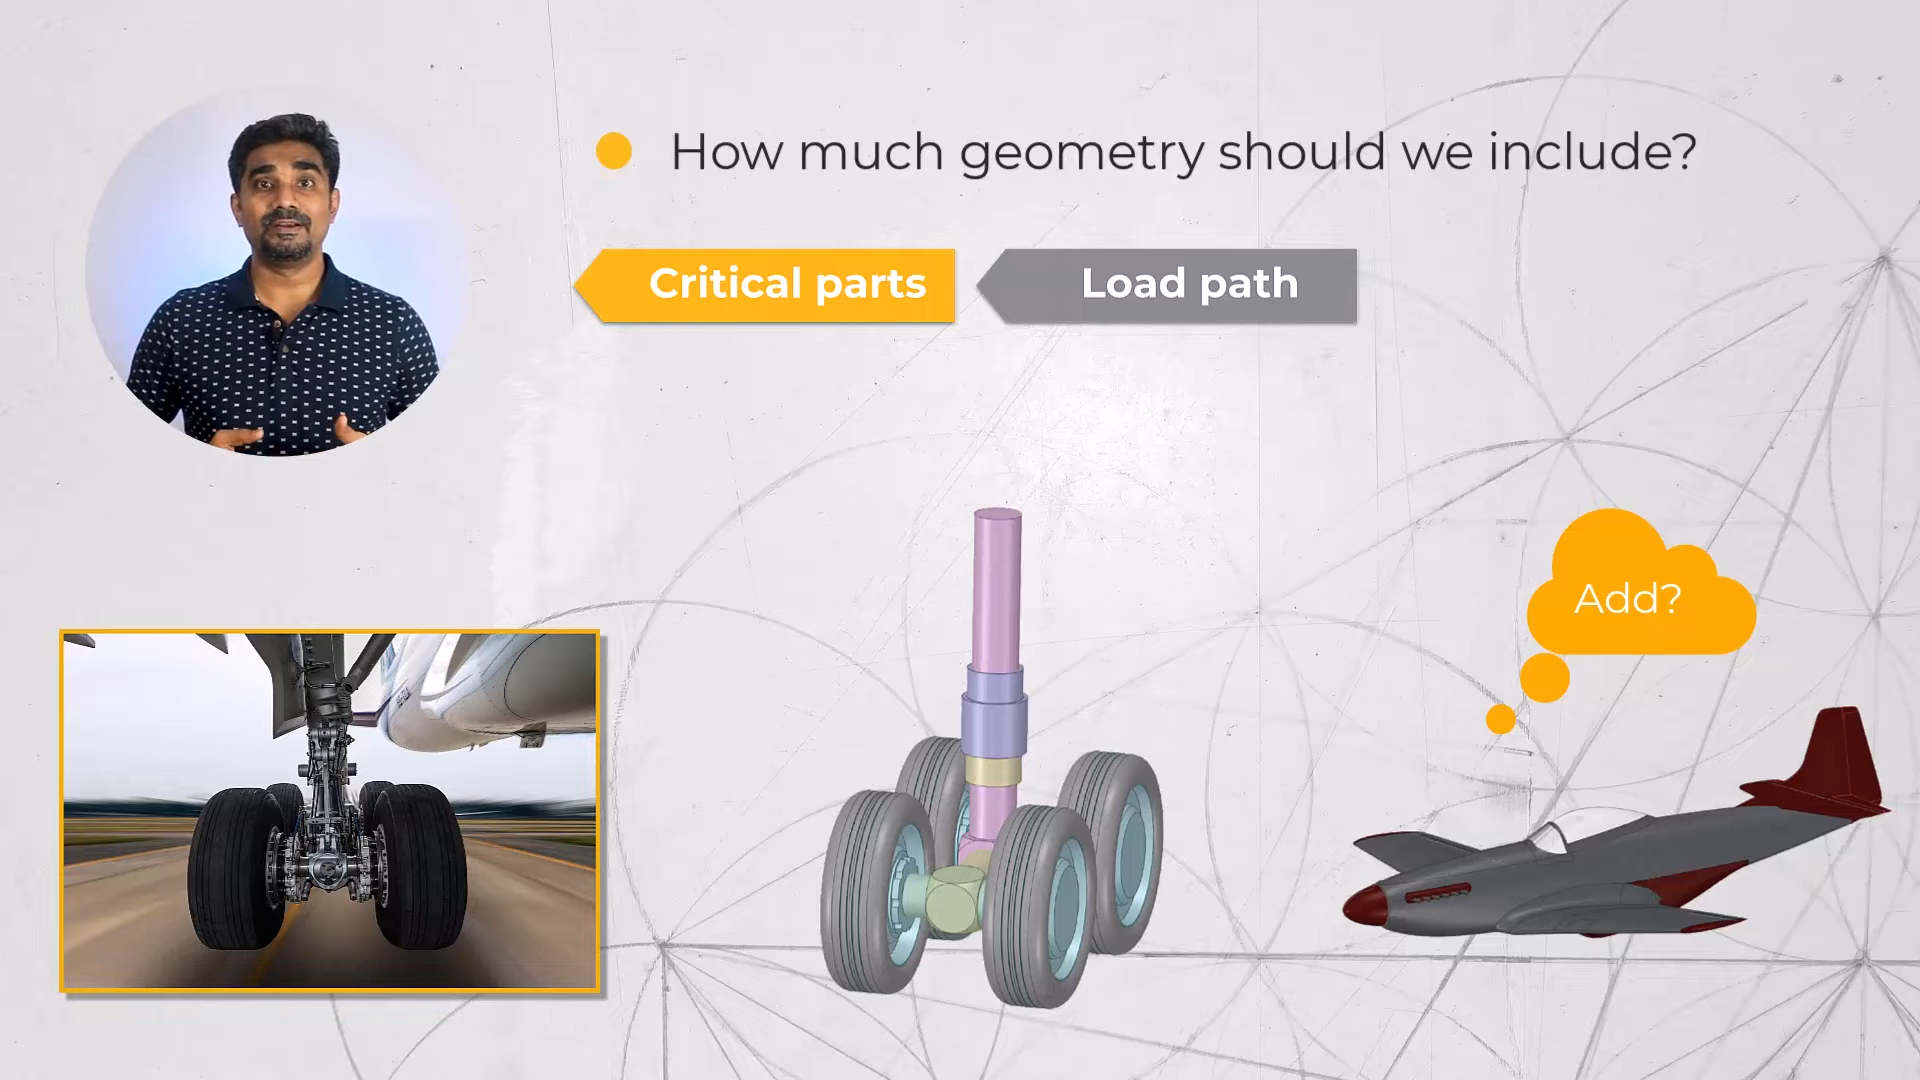 How much geometry should we include?
Critical parts
Load path
Add?